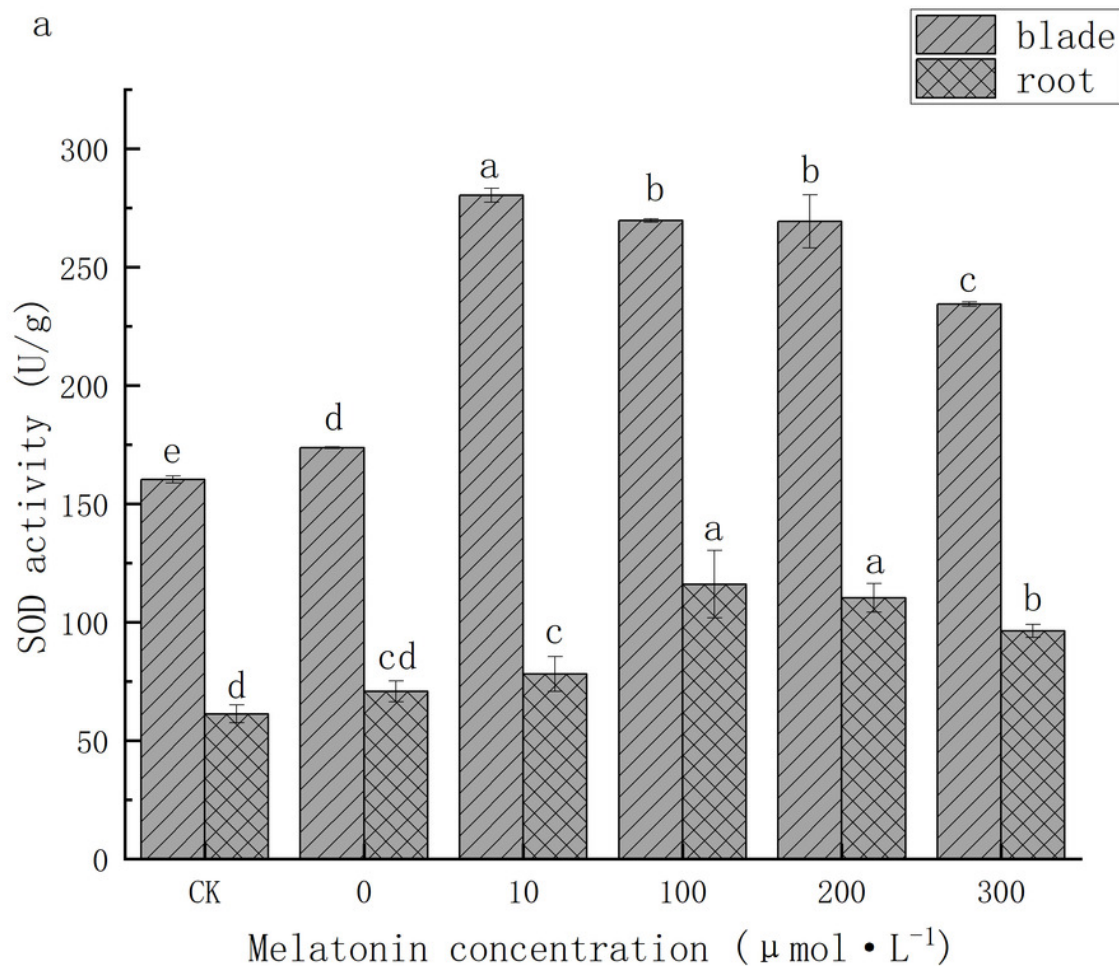 a
blade
root
SOD activity (U/g)
300
250
200
150
100
50
0
e
d
d
cd
a
c
b
a
b
a
c
b
CK 0 10 100 200 300
Melatonin concentration (μmol·L⁻¹)